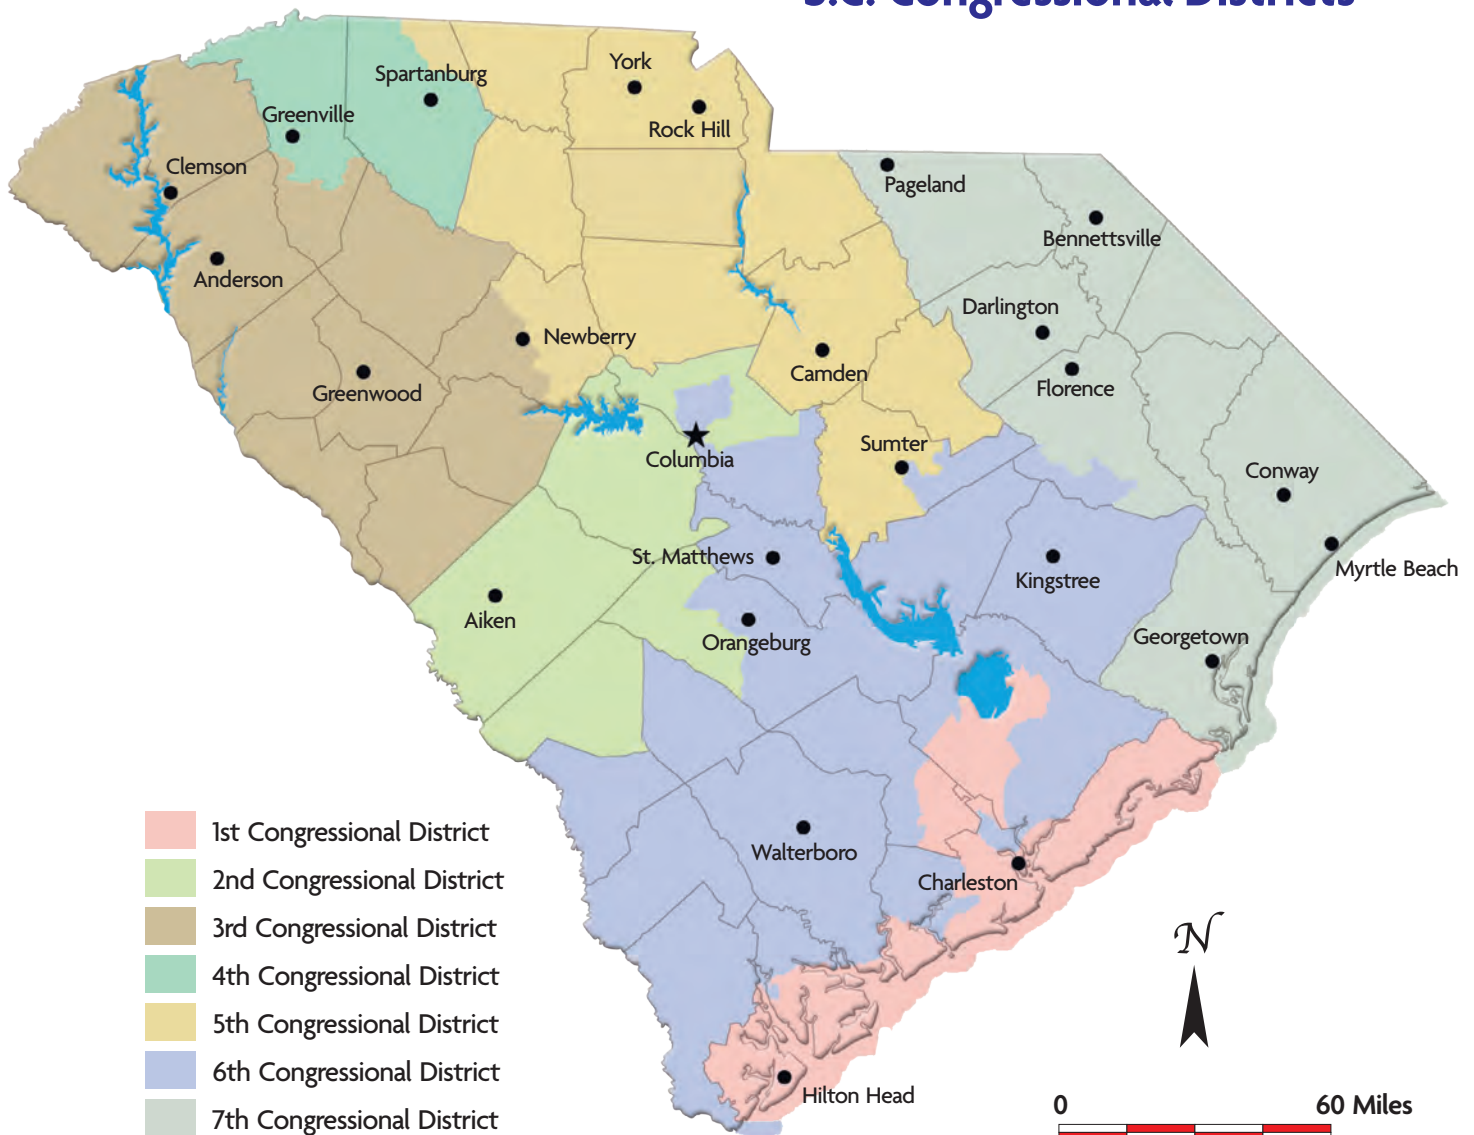 S.C. Congressional Districts
York
Spartanburg
Rock Hill
Greenville
Clemson
Pageland
Bennettsville
Anderson
Darlington
Newberry
Camden
Florence
Greenwood
Sumter
Columbia
Conway
St. Matthews
Myrtle Beach
Kingstree
Aiken
Georgetown
Orangeburg
Walterboro
Charleston
Hilton Head
1st Congressional District
2nd Congressional District
3rd Congressional District
4th Congressional District
5th Congressional District
6th Congressional District
7th Congressional District
N
0 60 Miles